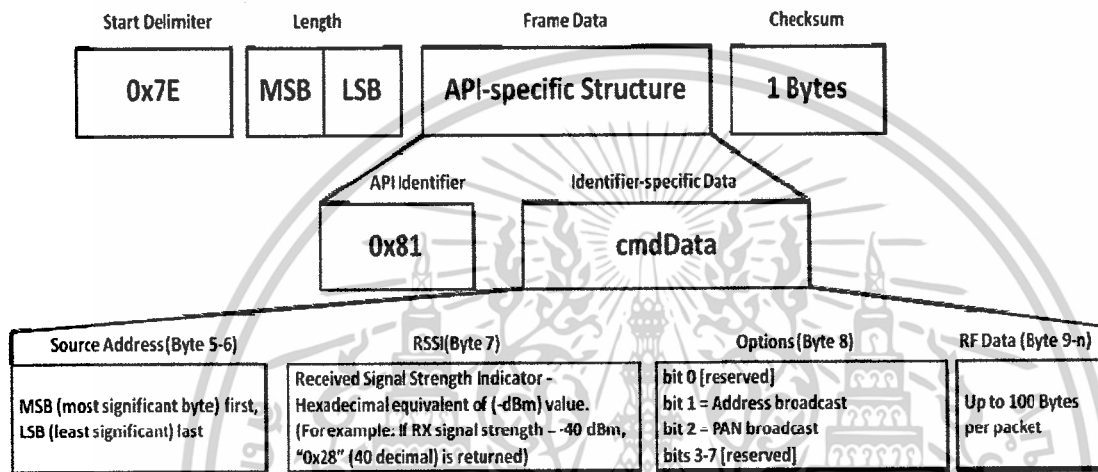 Start Delimiter Length Frame Data Checksum
0x7E MSB LSB API-specific Structure 1 Bytes
API Identifier Identifier-specific Data
0x81 cmdData
Source Address(Byte 5-6)
MSB (most significant byte) first,
LSB (least significant) last
RSSI(Byte 7)
Received Signal Strength Indicator -
Hexadecimal equivalent of (-dBm) value.
(For example: If RX signal strength = -40 dBm,
"0x28" (40 decimal) is returned)
Options (Byte 8)
bit 0 [reserved]
bit 1 = Address broadcast
bit 2 = PAN broadcast
bits 3-7 [reserved]
RF Data (Byte 9-n)
Up to 100 Bytes
per packet